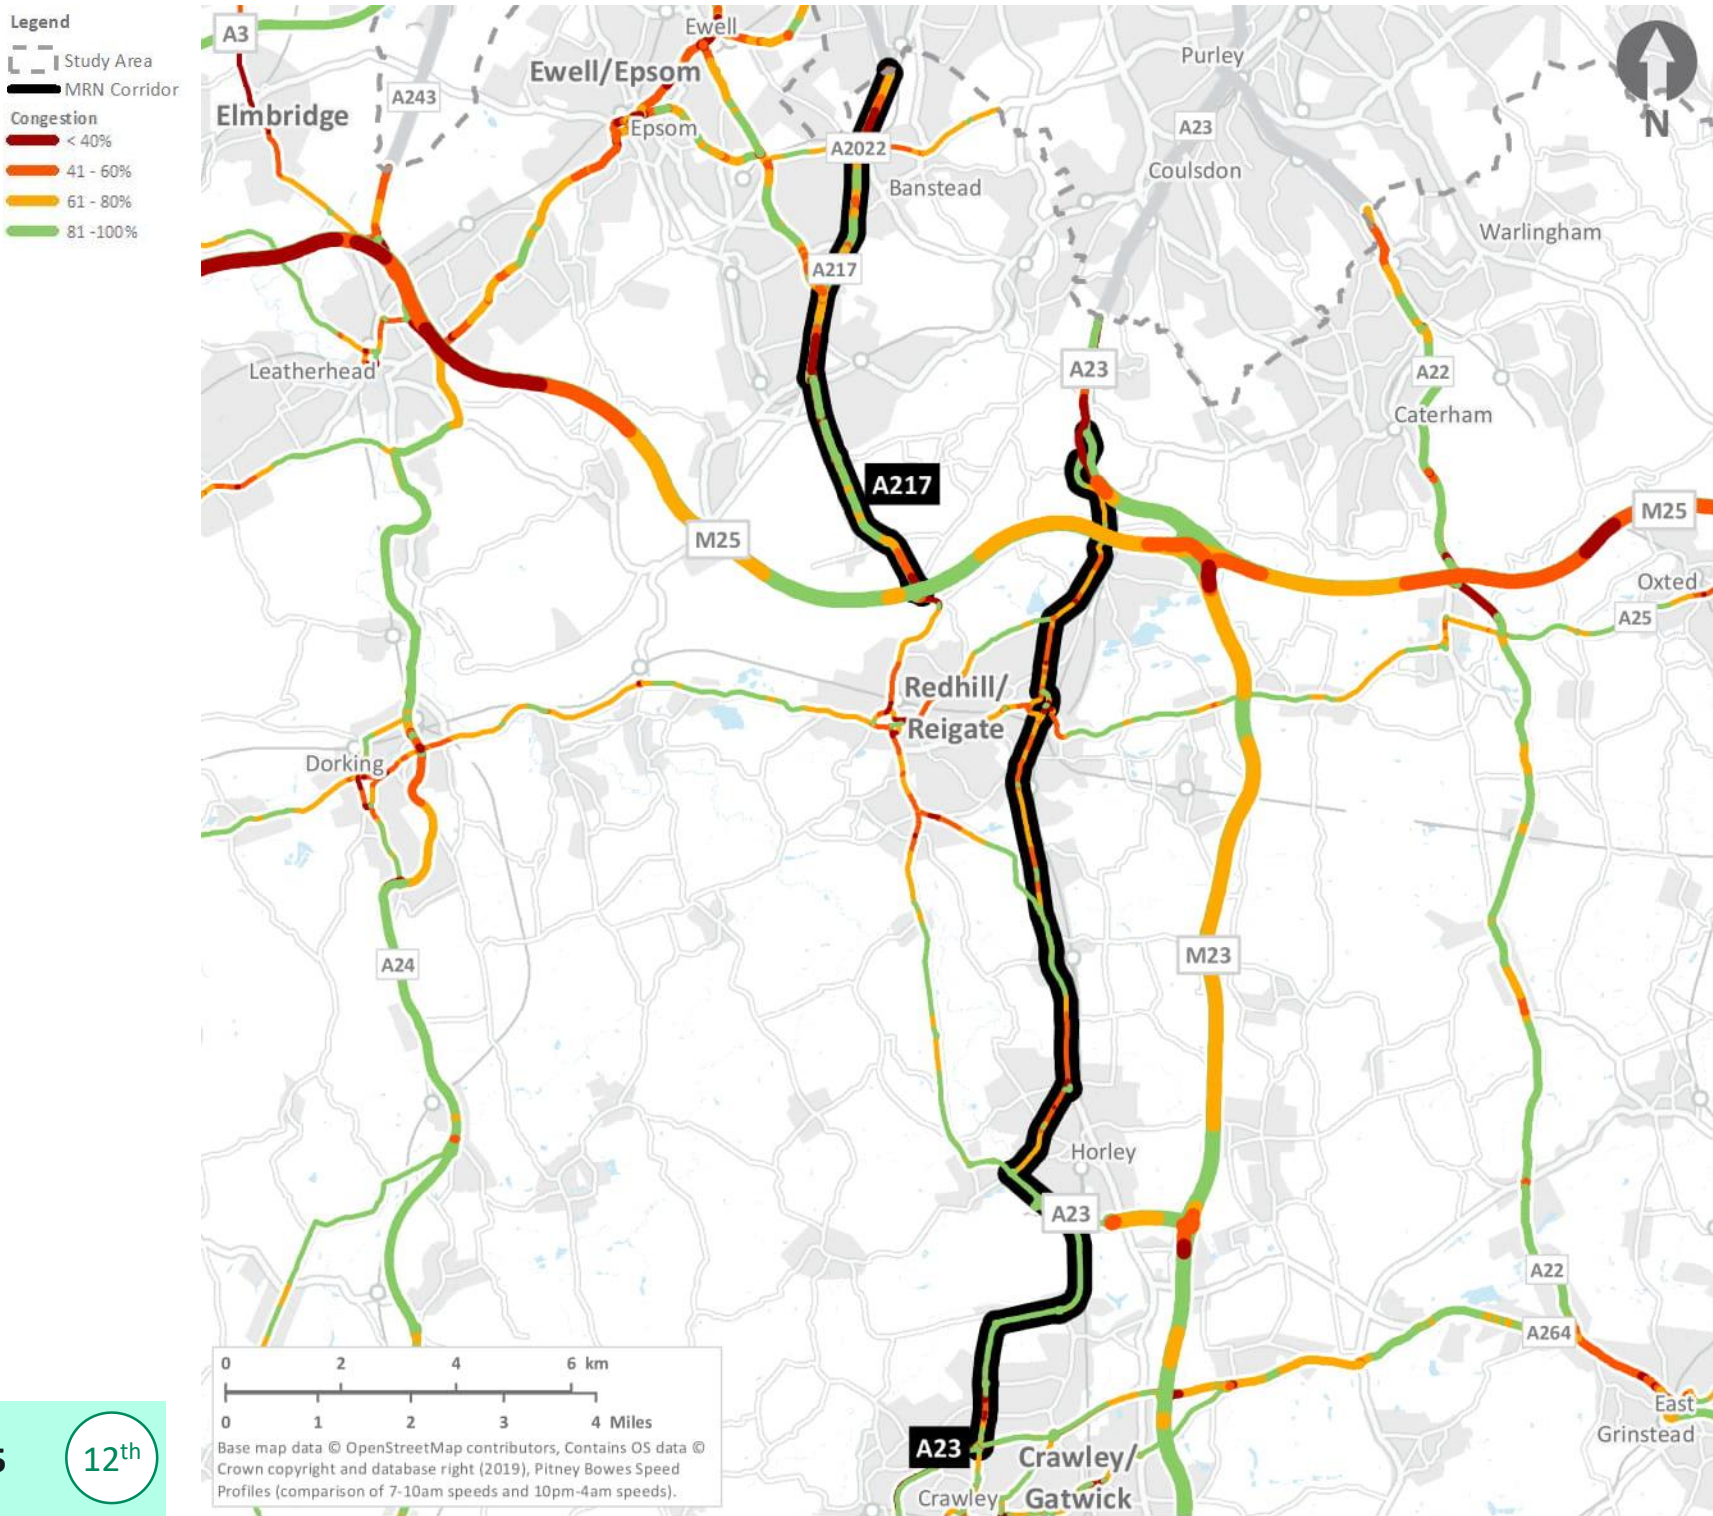 Legend
Study Area
MRN Corridor
Congestion
< 40%
41 - 60%
61 - 80%
81 -100%
A3
Ewell
Purley
Ewell/Epsom
A243
Elmbridge
Epsom
A23
N
A2022
Coulsdon
Banstead
Warlingham
A217
Leatherhead
A23
A22
Caterham
A217
M25
M25
Oxted
A25
Redhill/
Reigate
Dorking
A24
M23
Horley
A23
A22
A264
0 2 4 6 km
0 1 2 4 Miles
3
Base map data © OpenStreetMap contributors, Contains OS data ©
Crown copyright and database right (2019), Pitney Bowes Speed
Profiles (comparison of 7-10am speeds and 10pm-4am speeds).
East
Grinstead
A23
Crawley/
Gatwick
Crawley
12th